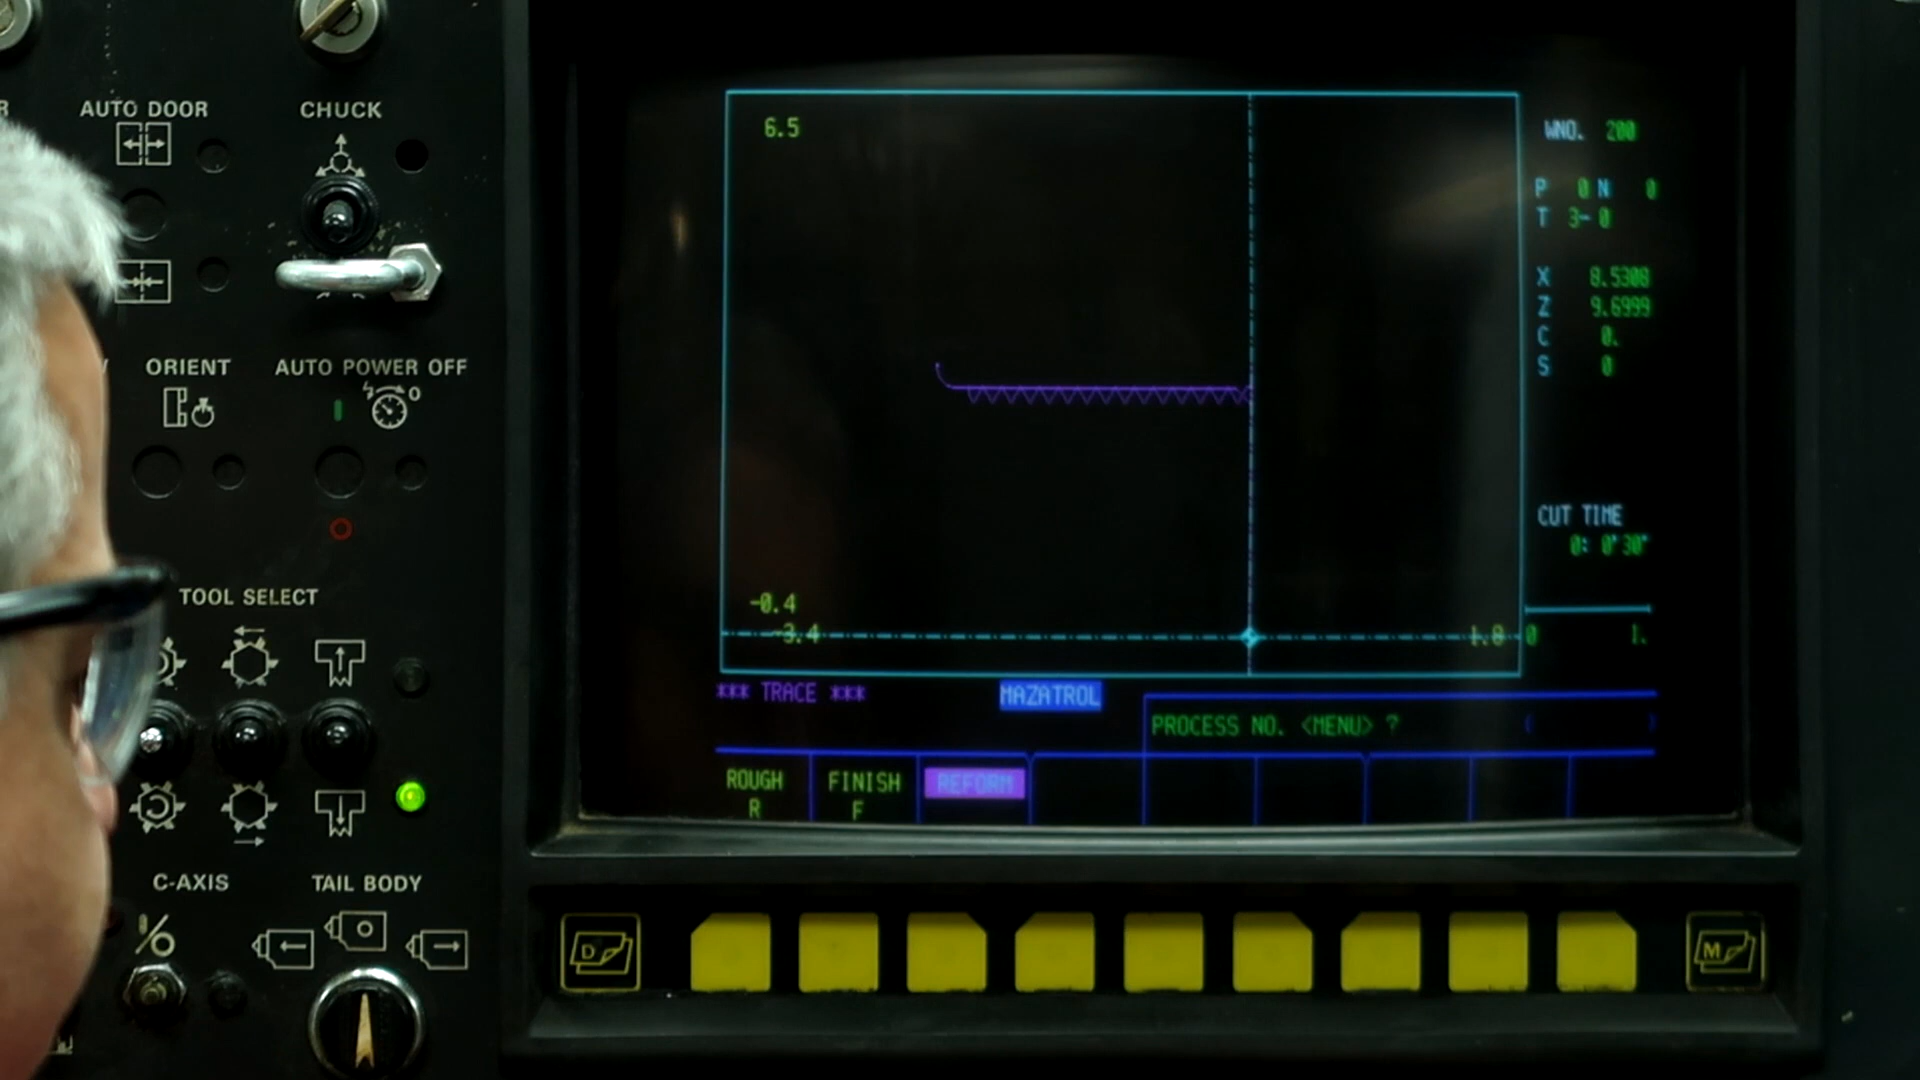 AUTO DOOR
CHUCK
ORIENT
AUTO POWER OFF
TOOL SELECT
C-AXIS
TAIL BODY
6.5
-0.4
-3.4
1.8
WNO. 200
P 0 N 0
T 3- 0
X 8.5308
Z 9.6999
C 0.
S 0
CUT TIME
0: 0'30"
0 1.
*** TRACE ***
MAZATROL
PROCESS NO. <MENU> ? ( )
ROUGH R
FINISH F
REFORM
D
M